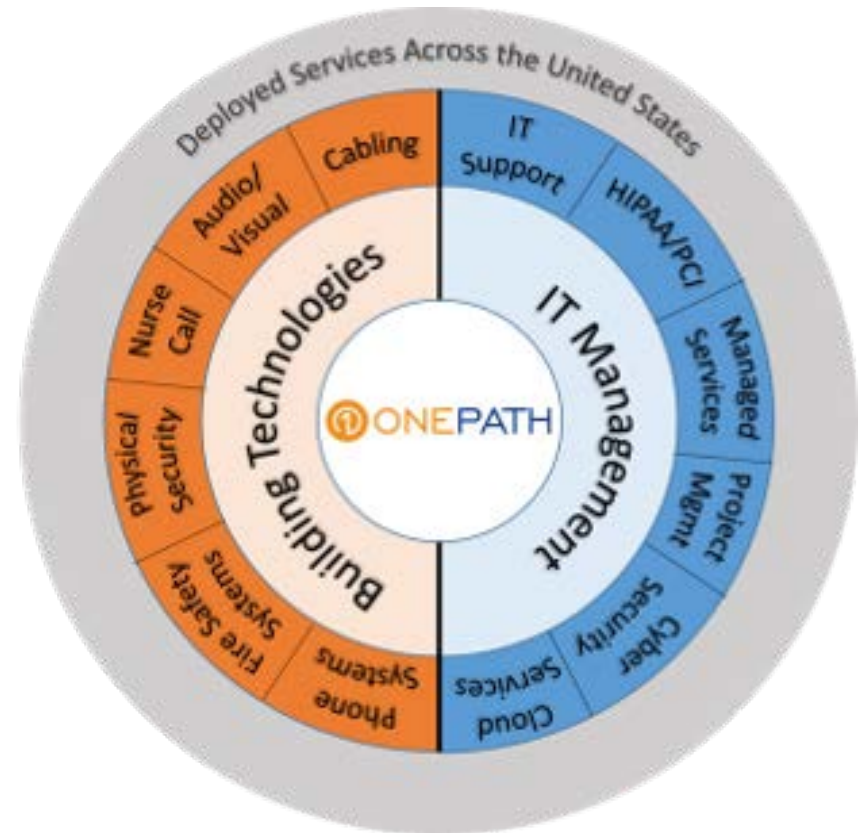 Deployed Services Across the United States
Cabling
Audio/
Visual
Nurse
Call
Physical
Security
Fire Safety
Systems
Phone
Systems
Building Technologies
ONEPATH
IT Management
IT
Support
HIPAA/PCI
Managed
Services
Project
Mgmt
Cyber
Security
Cloud
Services